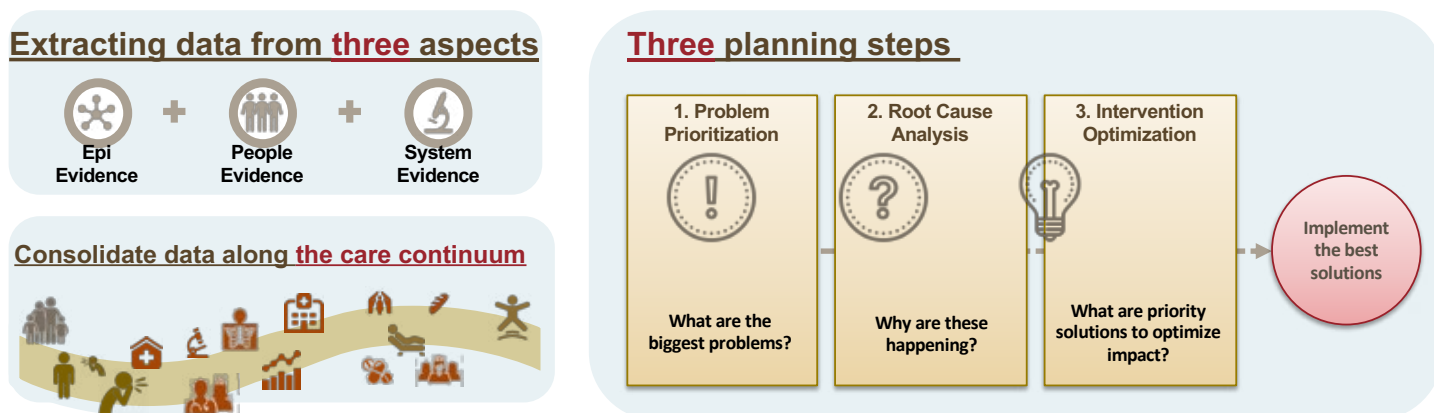 Extracting data from three aspects
Epi
Evidence
People
Evidence
System
Evidence
Consolidate data along the care continuum
Three planning steps
1. Problem
Prioritization
!
What are the
biggest problems?
2. Root Cause
Analysis
?
Why are these
happening?
3. Intervention
Optimization
What are priority
solutions to optimize
impact?
Implement
the best
solutions